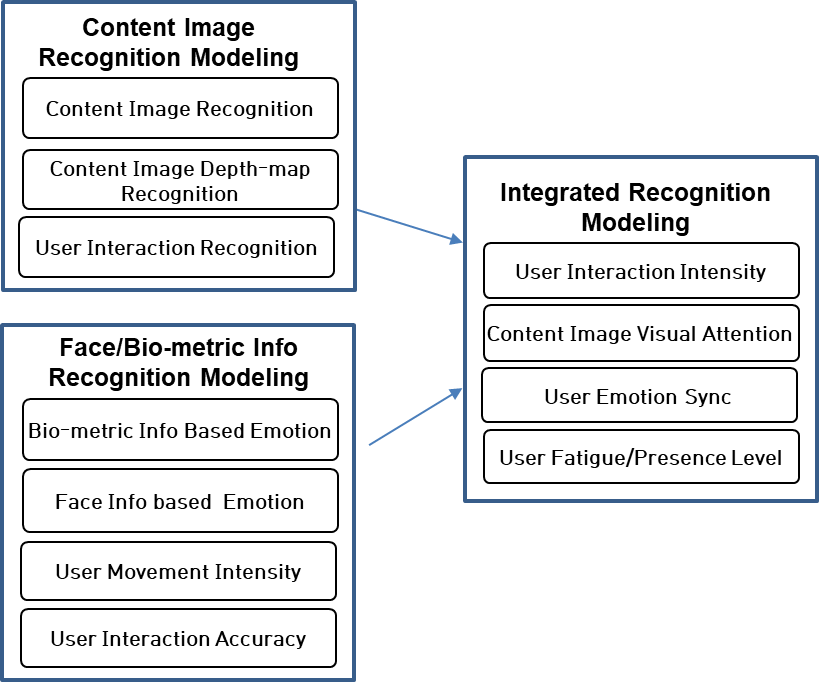 Content Image
Recognition Modeling
Content Image Recognition
Content Image Depth-map
Recognition
User Interaction Recognition
Face/Bio-metric Info
Recognition Modeling
Bio-metric Info Based Emotion
Face Info based Emotion
User Movement Intensity
User Interaction Accuracy
Integrated Recognition
Modeling
User Interaction Intensity
Content Image Visual Attention
User Emotion Sync
User Fatigue/Presence Level